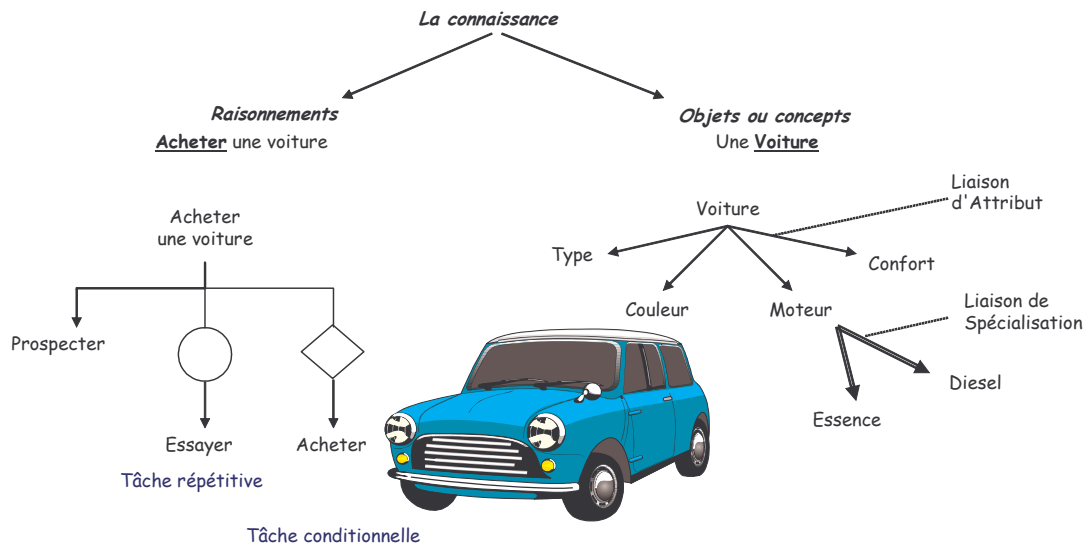 La connaissance
Raisonnements
Acheter une voiture
Objets ou concepts
Une Voiture
Acheter
une voiture
Prospecter
Essayer
Acheter
Tâche répétitive
Tâche conditionnelle
Voiture
Liaison
d'Attribut
Type
Confort
Couleur
Moteur
Liaison de
Spécialisation
Diesel
Essence